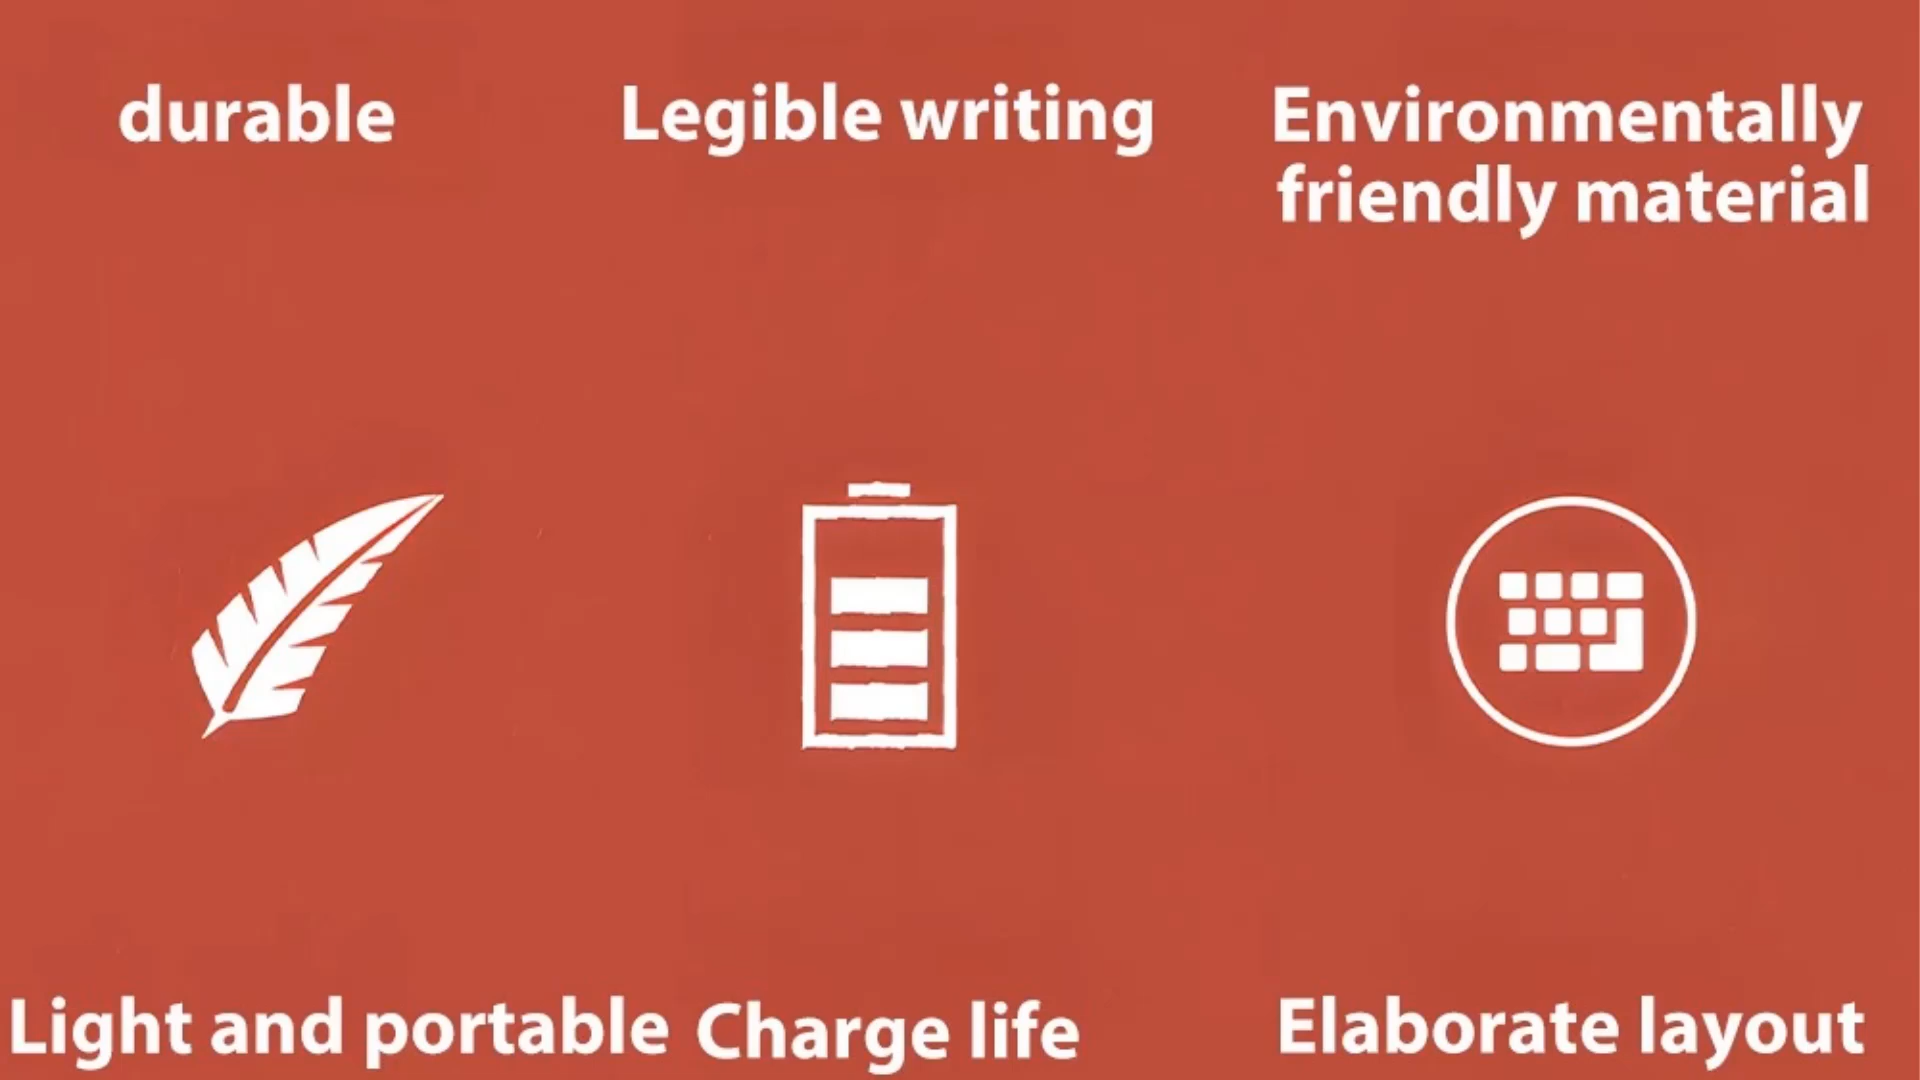 durable
Legible writing
Environmentally
friendly material
Light and portable
Charge life
Elaborate layout